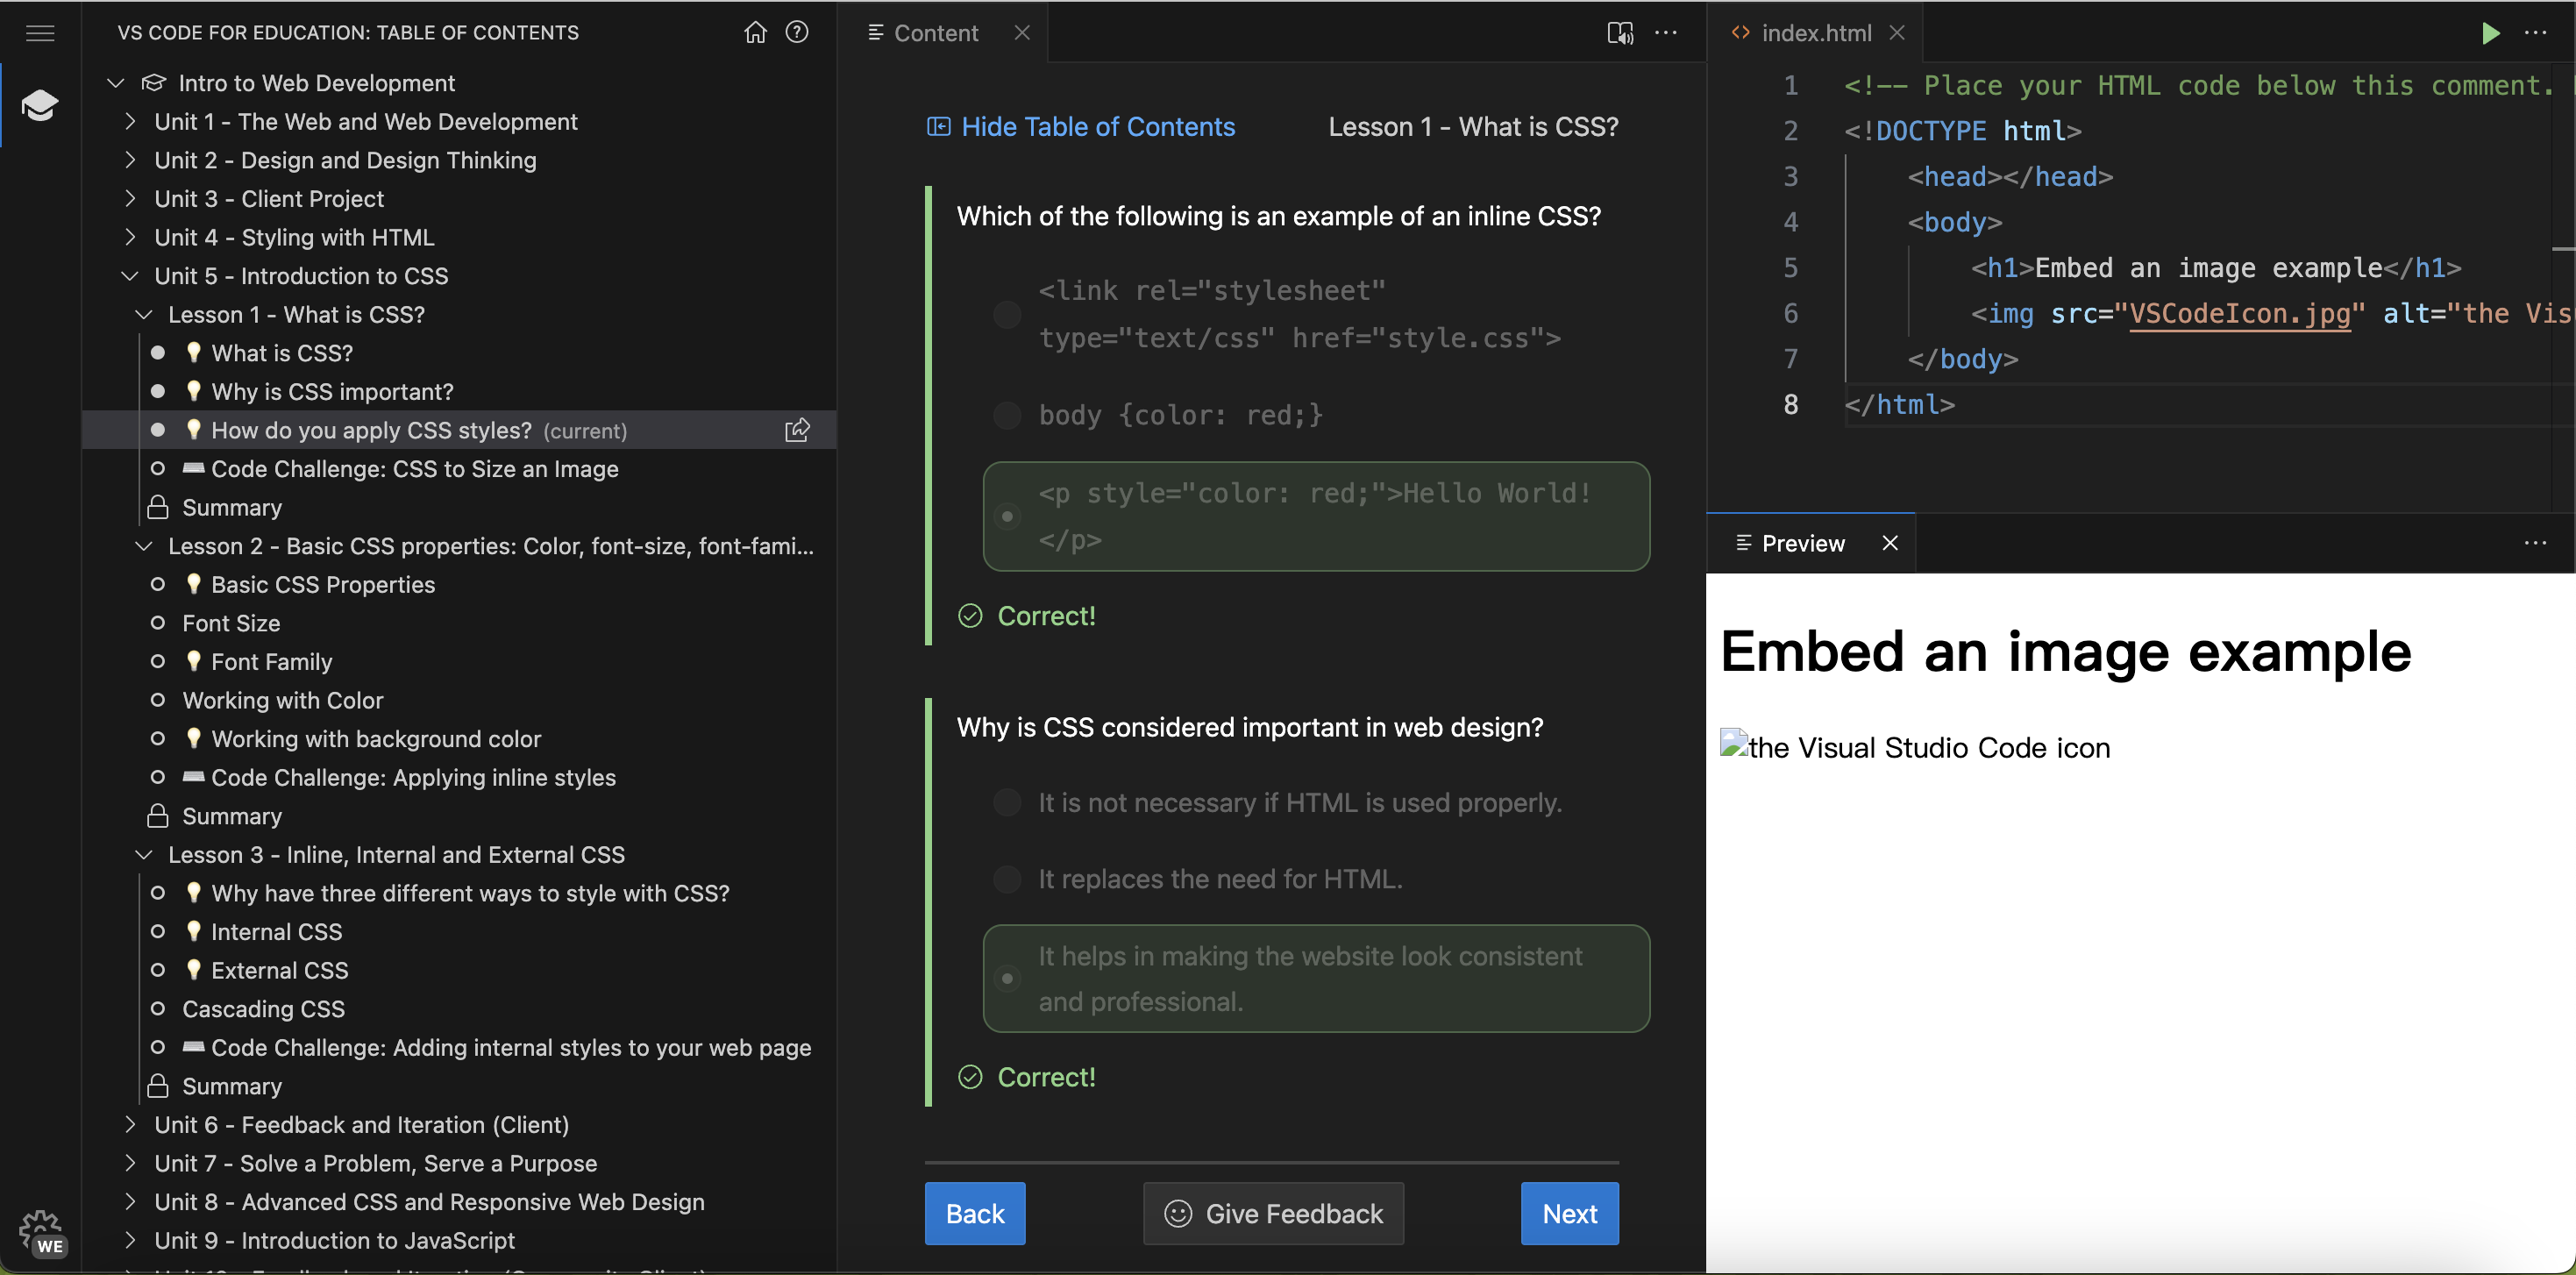 VS CODE FOR EDUCATION: TABLE OF CONTENTS
Intro to Web Development
Unit 1 - The Web and Web Development
Unit 2 - Design and Design Thinking
Unit 3 - Client Project
Unit 4 - Styling with HTML
Unit 5 - Introduction to CSS
Lesson 1 - What is CSS?
What is CSS?
Why is CSS important?
How do you apply CSS styles? (current)
Code Challenge: CSS to Size an Image
Summary
Lesson 2 - Basic CSS properties: Color, font-size, font-fami...
Basic CSS Properties
Font Size
Font Family
Working with Color
Working with background color
Code Challenge: Applying inline styles
Summary
Lesson 3 - Inline, Internal and External CSS
Why have three different ways to style with CSS?
Internal CSS
External CSS
Cascading CSS
Code Challenge: Adding internal styles to your web page
Summary
Unit 6 - Feedback and Iteration (Client)
Unit 7 - Solve a Problem, Serve a Purpose
Unit 8 - Advanced CSS and Responsive Web Design
Unit 9 - Introduction to JavaScript
WE
Content
Hide Table of Contents
Lesson 1 - What is CSS?
Which of the following is an example of an inline CSS?
<link rel="stylesheet"
type="text/css" href="style.css">
body {color: red;}
<p style="color: red;">Hello World!
</p>
Correct!
Why is CSS considered important in web design?
It is not necessary if HTML is used properly.
It replaces the need for HTML.
It helps in making the website look consistent
and professional.
Correct!
Back
Give Feedback
Next
index.html
1 <!-- Place your HTML code below this comment.
2 <!DOCTYPE html>
3 <head></head>
4 <body>
5 <h1>Embed an image example</h1>
6 <img src="VSCodeIcon.jpg" alt="the Vis
7 </body>
8 </html>
Preview
Embed an image example
the Visual Studio Code icon